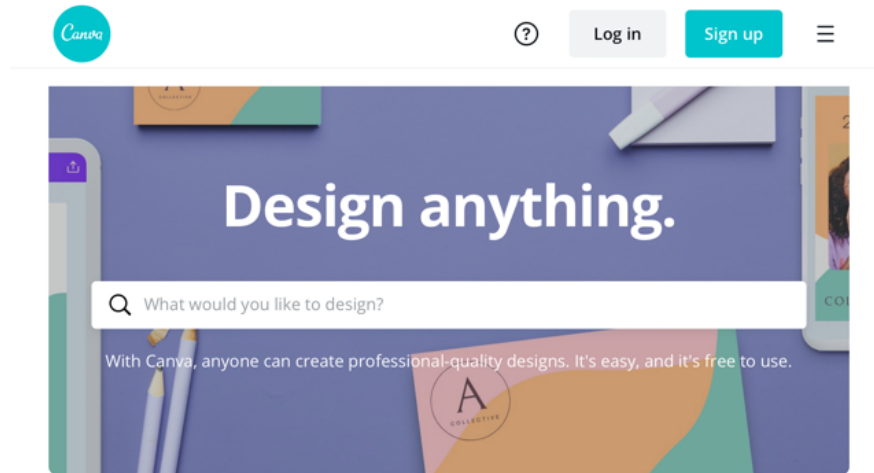 Canva
Log in
Sign up
Design anything.
What would you like to design?
With Canva, anyone can create professional-quality designs. It's easy, and it's free to use.
A
COLLECTIVE